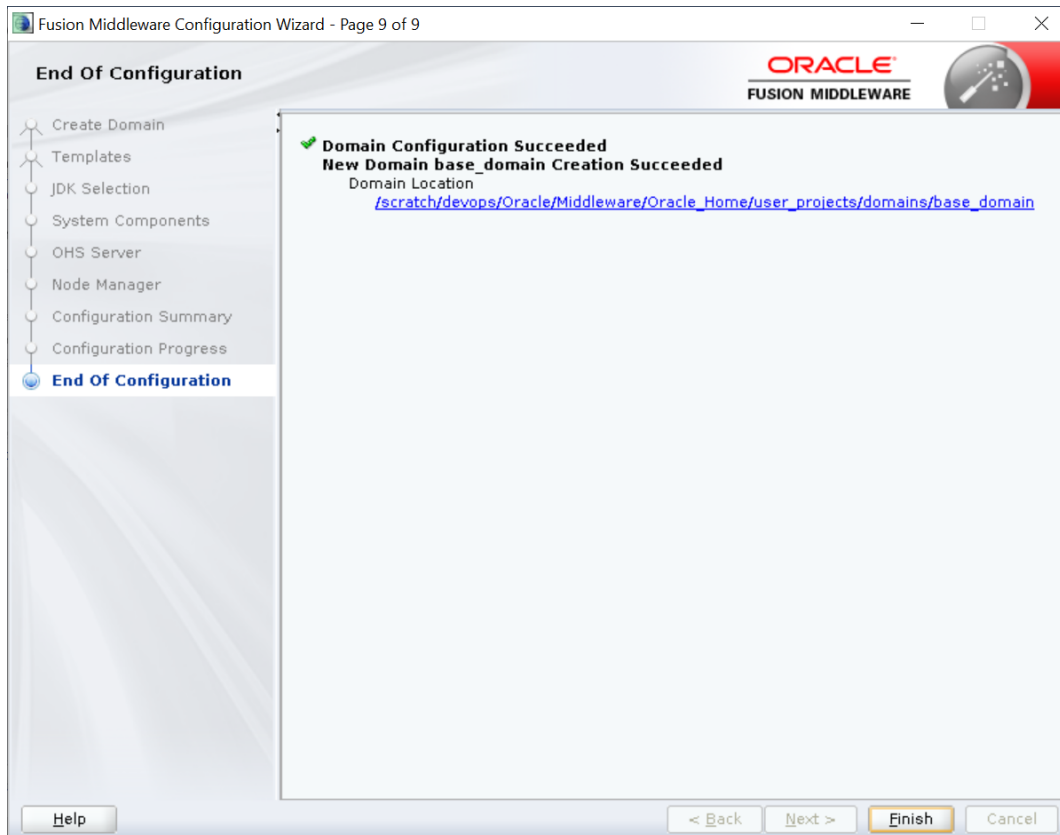 Fusion Middleware Configuration Wizard - Page 9 of 9
End Of Configuration
ORACLE
FUSION MIDDLEWARE
Create Domain
Templates
JDK Selection
System Components
OHS Server
Node Manager
Configuration Summary
Configuration Progress
End Of Configuration
Domain Configuration Succeeded
New Domain base_domain Creation Succeeded
Domain Location
/scratch/devops/Oracle/Middleware/Oracle_Home/user_projects/domains/base_domain
Help
< Back
Next >
Finish
Cancel